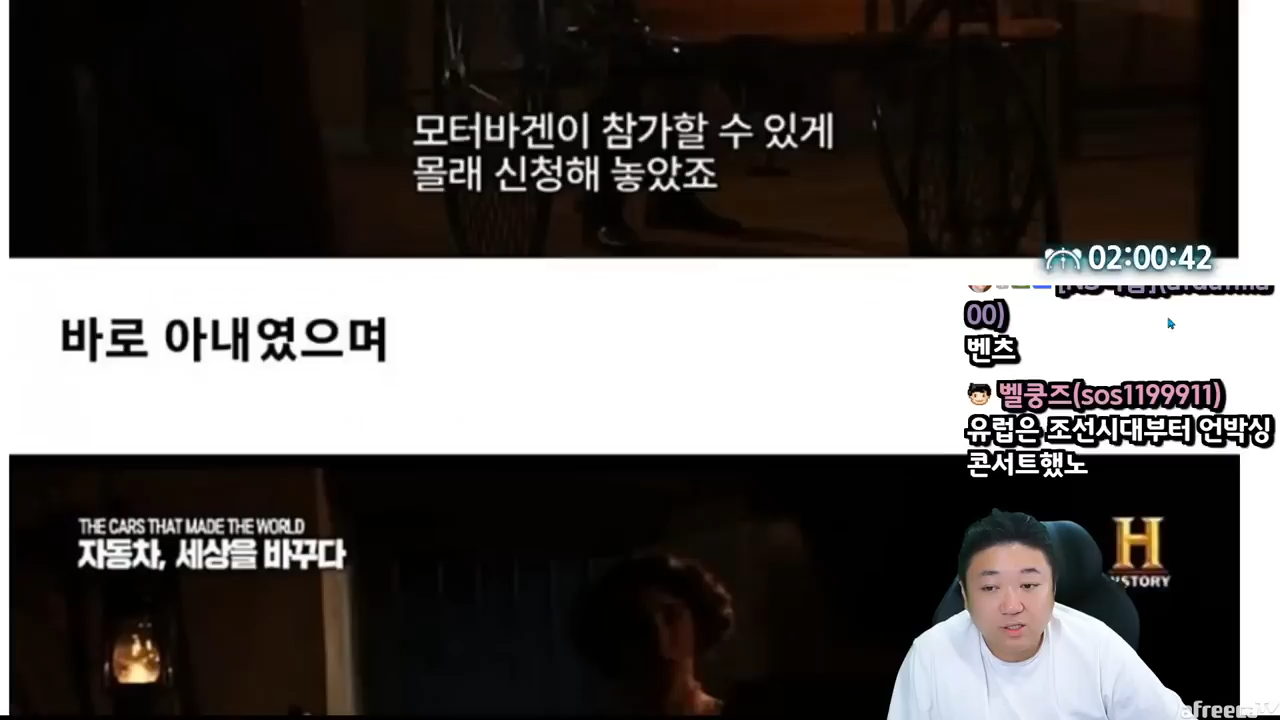 모터바겐이 참가할 수 있게
몰래 신청해 놓았죠
02:00:42
00)
벤츠
바로 아내였으며
벨쿵즈(sos1199911)
유럽은 조선시대부터 언박싱
콘서트했노
THE CARS THAT MADE THE WORLD
자동차, 세상을 바꾸다
H
afreecaTV